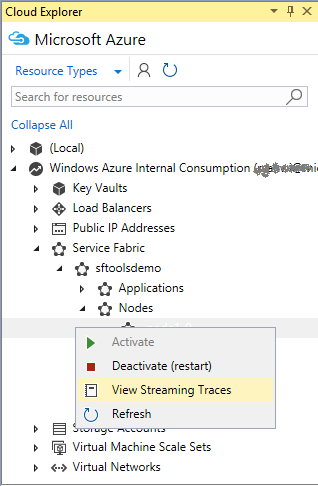 Cloud Explorer
Microsoft Azure
Resource Types
Search for resources
Collapse All
(Local)
Windows Azure Internal Consumption
Key Vaults
Load Balancers
Public IP Addresses
Service Fabric
sftoolsdemo
Applications
Nodes
Activate
Deactivate (restart)
View Streaming Traces
Refresh
Storage Accounts
Virtual Machine Scale Sets
Virtual Networks